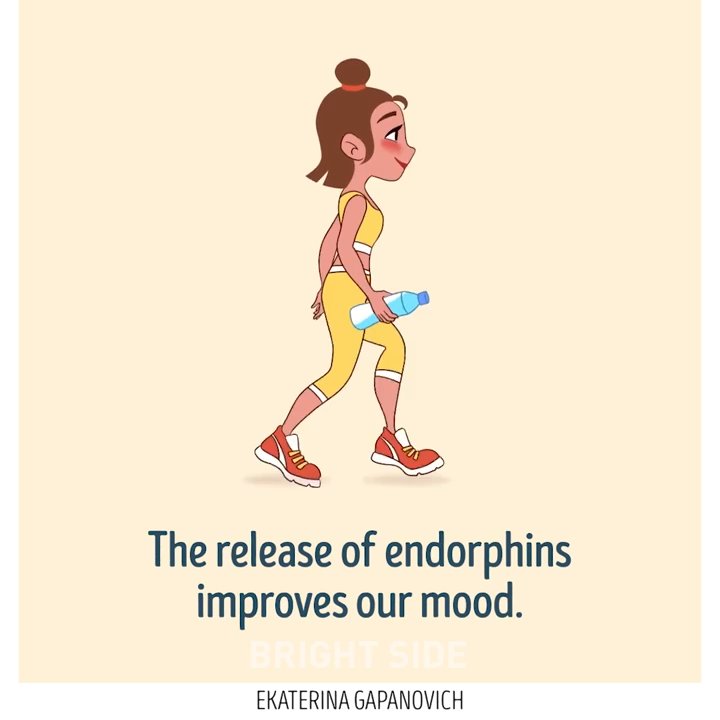 The release of endorphins
improves our mood.
BRIGHT SIDE
EKATERINA GAPANOVICH